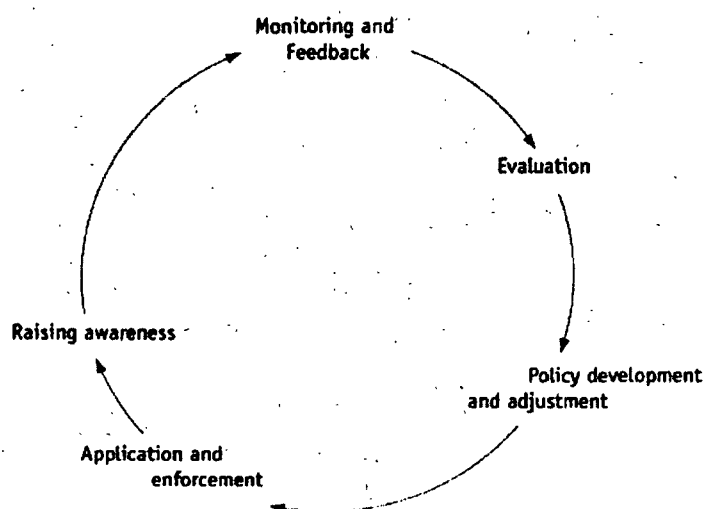 Monitoring and
Feedback
Evaluation
Policy development
and adjustment
Application and
enforcement
Raising awareness